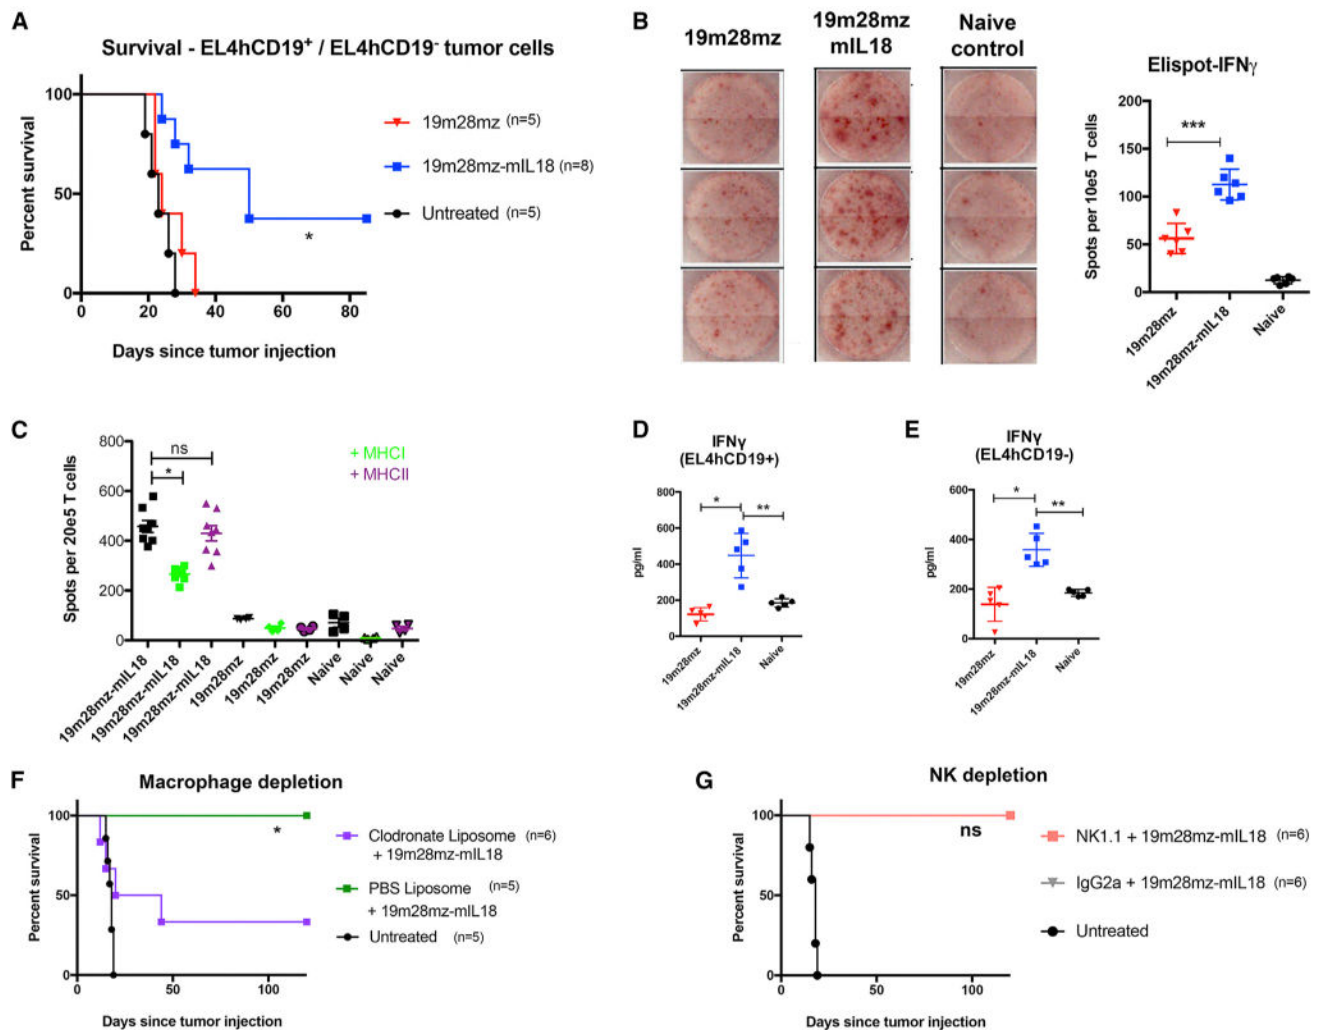 A
Survival - EL4hCD19+ / EL4hCD19- tumor cells
Percent survival
100
50
0
0 20 40 60 80
Days since tumor injection
19m28mz (n=5)
19m28mz-mIL18 (n=8)
Untreated (n=5)
*
B
19m28mz
19m28mz
mIL18
Naive
control
Elispot-IFNγ
Spots per 10e5 T cells
200
150
100
50
0
***
19m28mz
19m28mz-mIL18
Naive
C
Spots per 20e5 T cells
800
600
400
200
0
ns
*
+ MHCI
+ MHCII
19m28mz-mIL18
19m28mz-mIL18
19m28mz-mIL18
19m28mz
19m28mz
19m28mz
Naive
Naive
Naive
D
IFNγ
(EL4hCD19+)
pg/ml
800
600
400
200
0
* **
19m28mz
19m28mz-mIL18
Naive
E
IFNγ
(EL4hCD19-)
pg/ml
600
400
200
0
*
**
19m28mz
19m28mz-mIL18
Naive
F
Macrophage depletion
Percent survival
100
50
0
0 50 100
Days since tumor injection
*
Clodronate Liposome (n=6)
+ 19m28mz-mIL18
PBS Liposome (n=5)
+ 19m28mz-mIL18
Untreated (n=5)
G
NK depletion
Percent survival
100
50
0
0 50 100
Days since tumor injection
ns
NK1.1 + 19m28mz-mIL18 (n=6)
IgG2a + 19m28mz-mIL18 (n=6)
Untreated